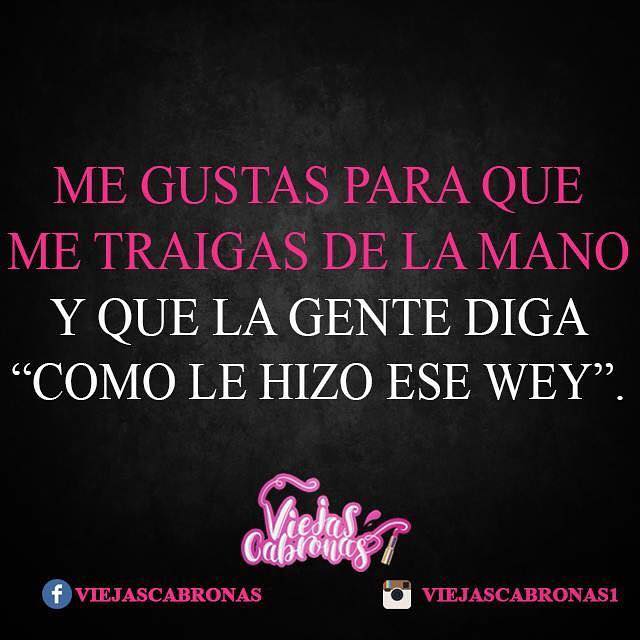 ME GUSTAS PARA QUE
ME TRAIGAS DE LA MANO
Y QUE LA GENTE DIGA
“COMO LE HIZO ESE WEY”.
Viejas
Cabronas
f VIEJASCABRONAS
VIEJASCABRONAS1